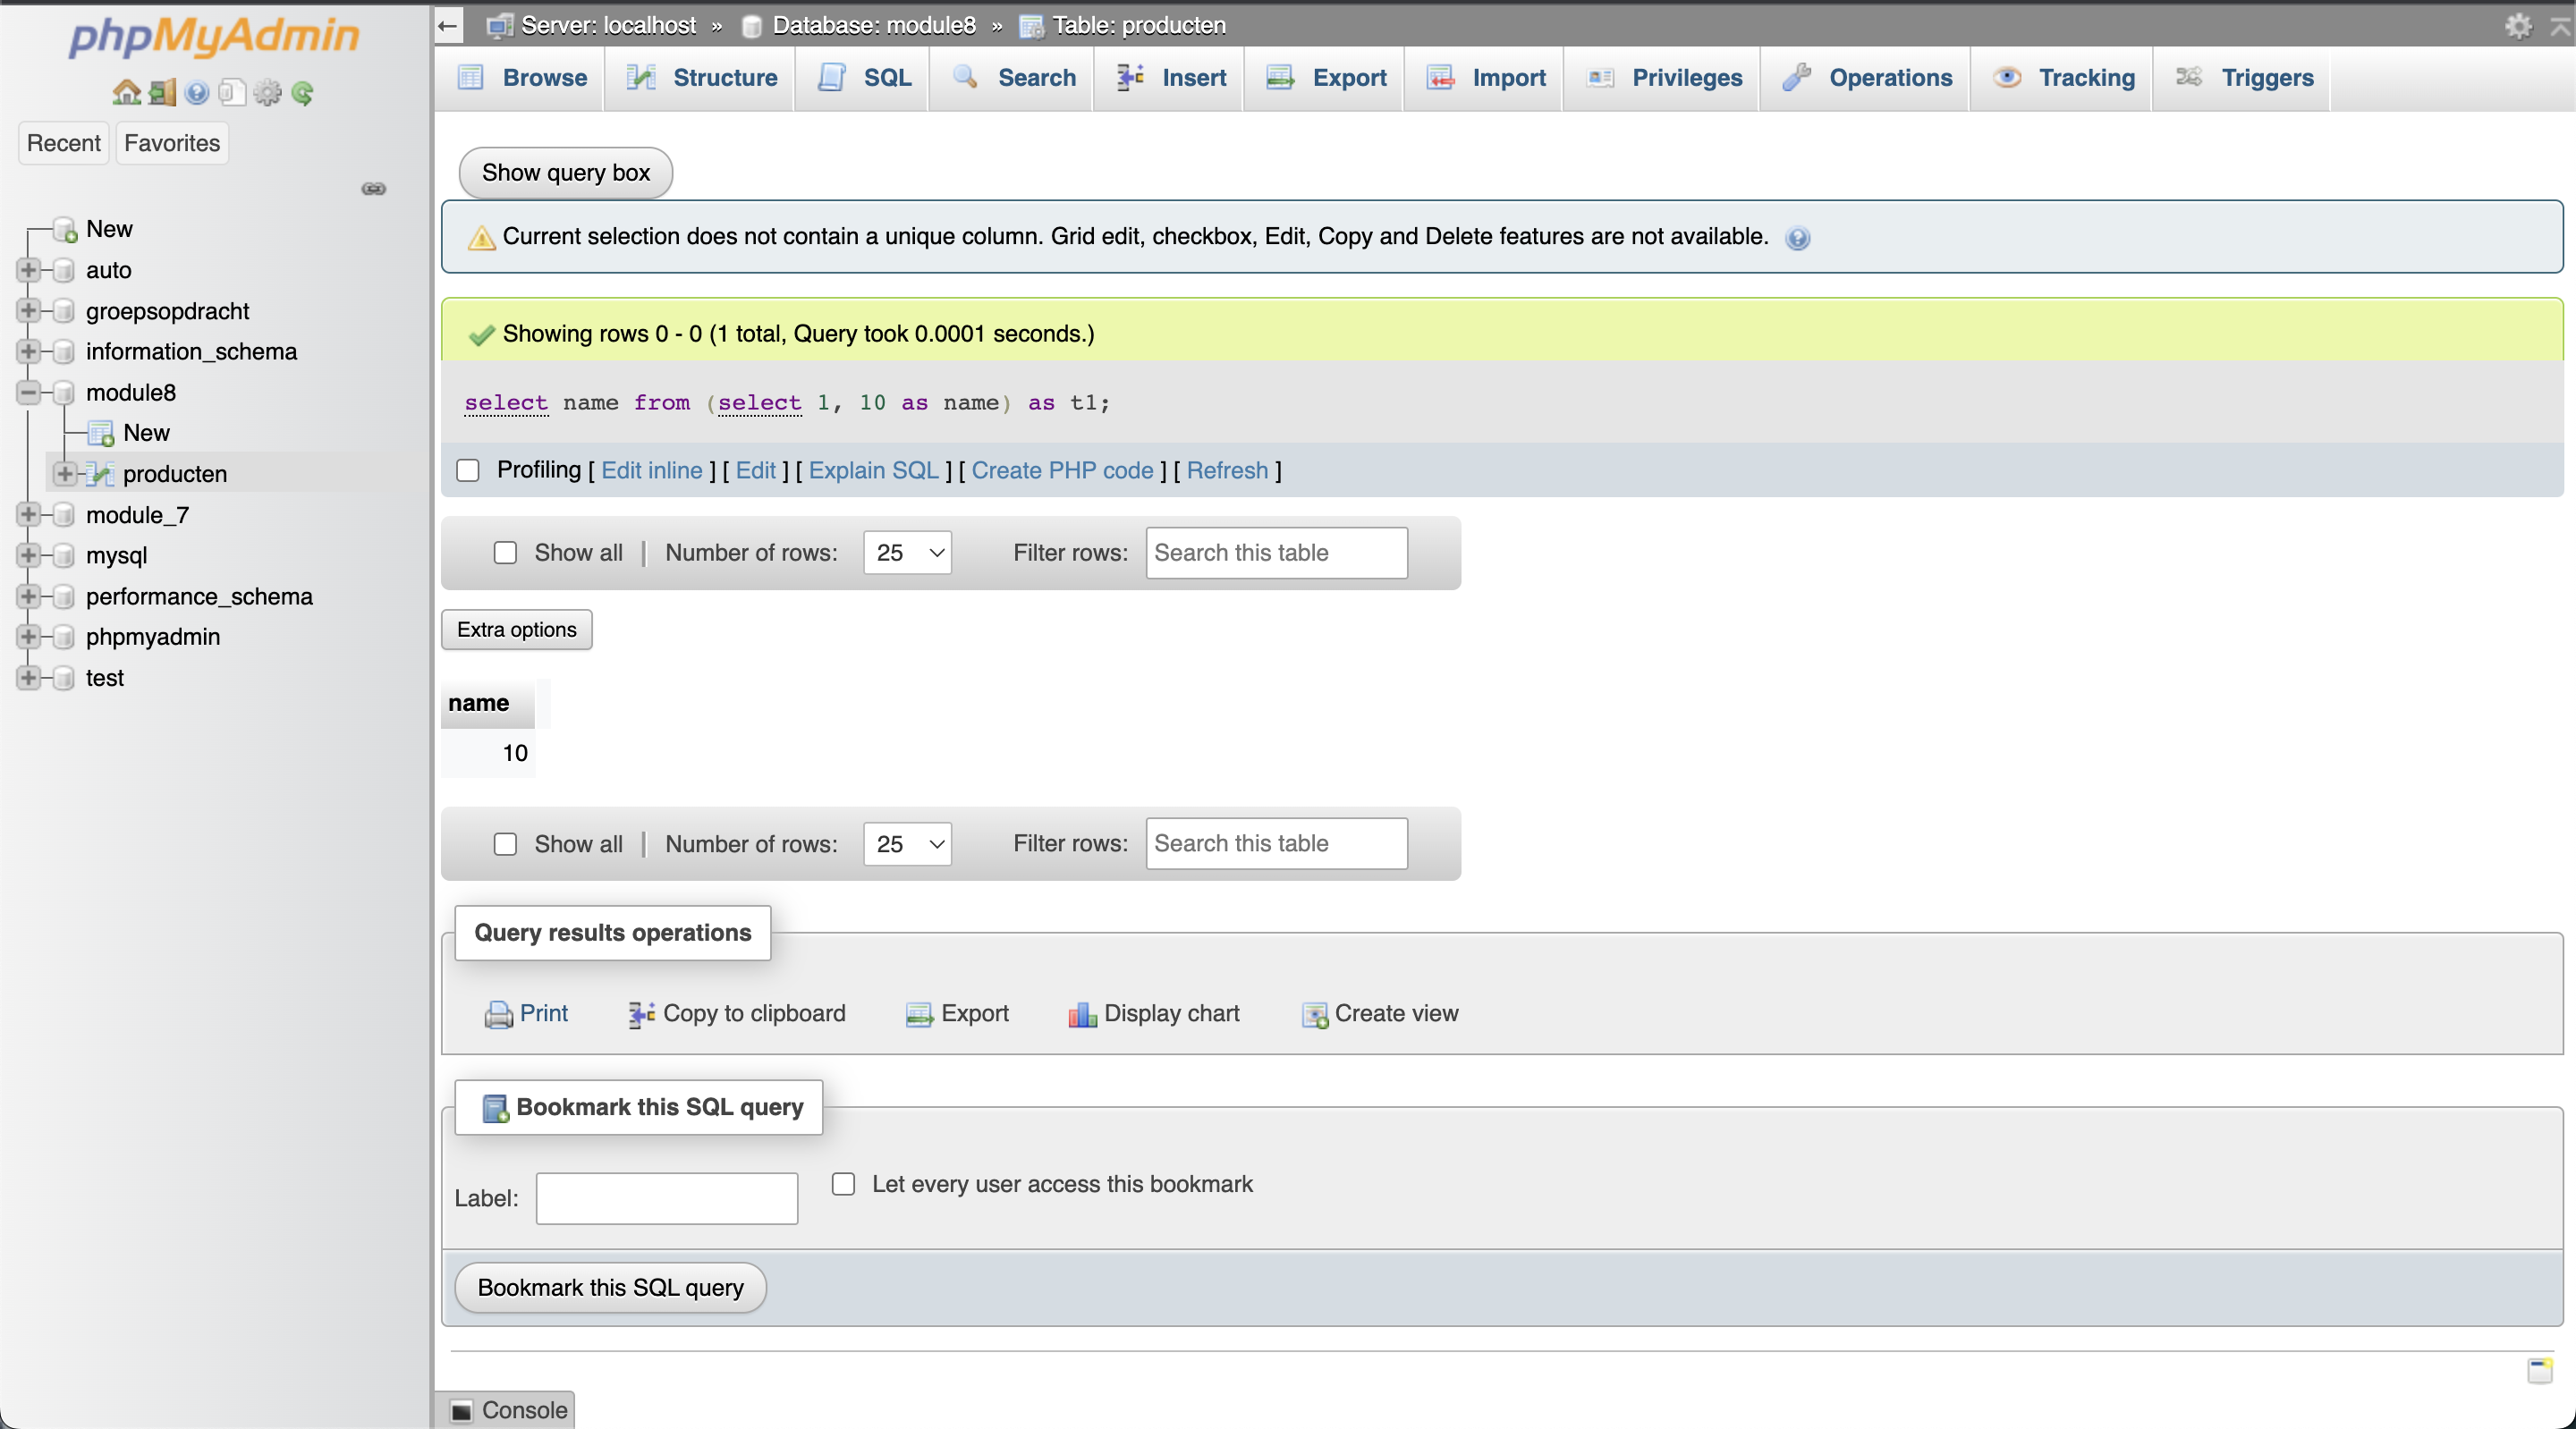 phpMyAdmin
Recent Favorites
New
auto
groepsopdracht
information_schema
module8
New
producten
module_7
mysql
performance_schema
phpmyadmin
test
Server: localhost » Database: module8 » Table: producten
Browse Structure SQL Search Insert Export Import Privileges Operations Tracking Triggers
Show query box
Current selection does not contain a unique column. Grid edit, checkbox, Edit, Copy and Delete features are not available.
Showing rows 0 - 0 (1 total, Query took 0.0001 seconds.)
select name from (select 1, 10 as name) as t1;
Profiling [ Edit inline ] [ Edit ] [ Explain SQL ] [ Create PHP code ] [ Refresh ]
Show all | Number of rows: 25 Filter rows: Search this table
Extra options
name
10
Show all | Number of rows: 25 Filter rows: Search this table
Query results operations
Print Copy to clipboard Export Display chart Create view
Bookmark this SQL query
Label: Let every user access this bookmark
Bookmark this SQL query
Console